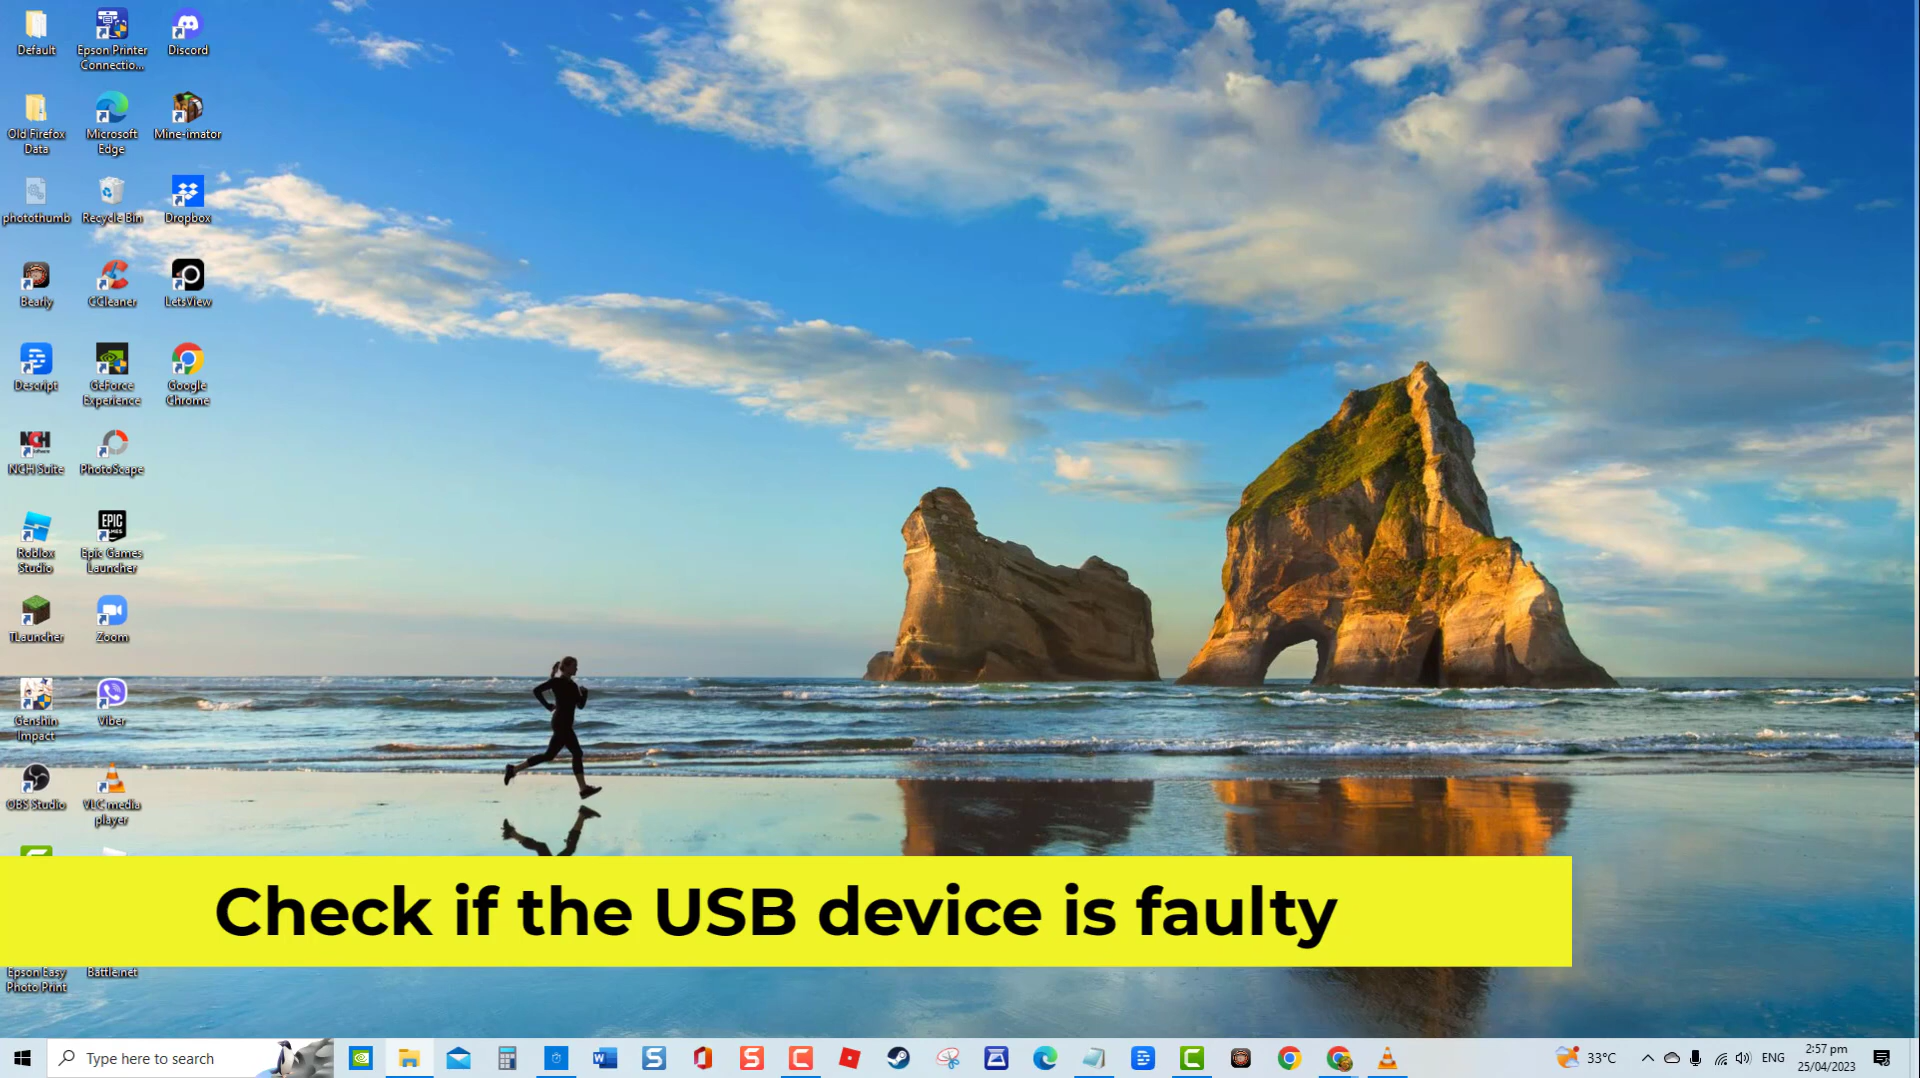 Default
Epson Printer
Connectio...
Discord
Old Firefox
Data
Microsoft
Edge
Mine-imator
photothumb
Recycle Bin
Dropbox
Bearly
CCleaner
LetsView
Descript
GeForce
Experience
Google
Chrome
NCH
NCH Suite
PhotoScape
Roblox
Studio
EPIC
GAMES
Epic Games
Launcher
TLauncher
Zoom
Genshin
Impact
Viber
OBS Studio
VLC media
player
Check if the USB device is faulty
Epson Easy
Photo Print
Battle.net
Type here to search
33°C
ENG
2:57 pm
25/04/2023